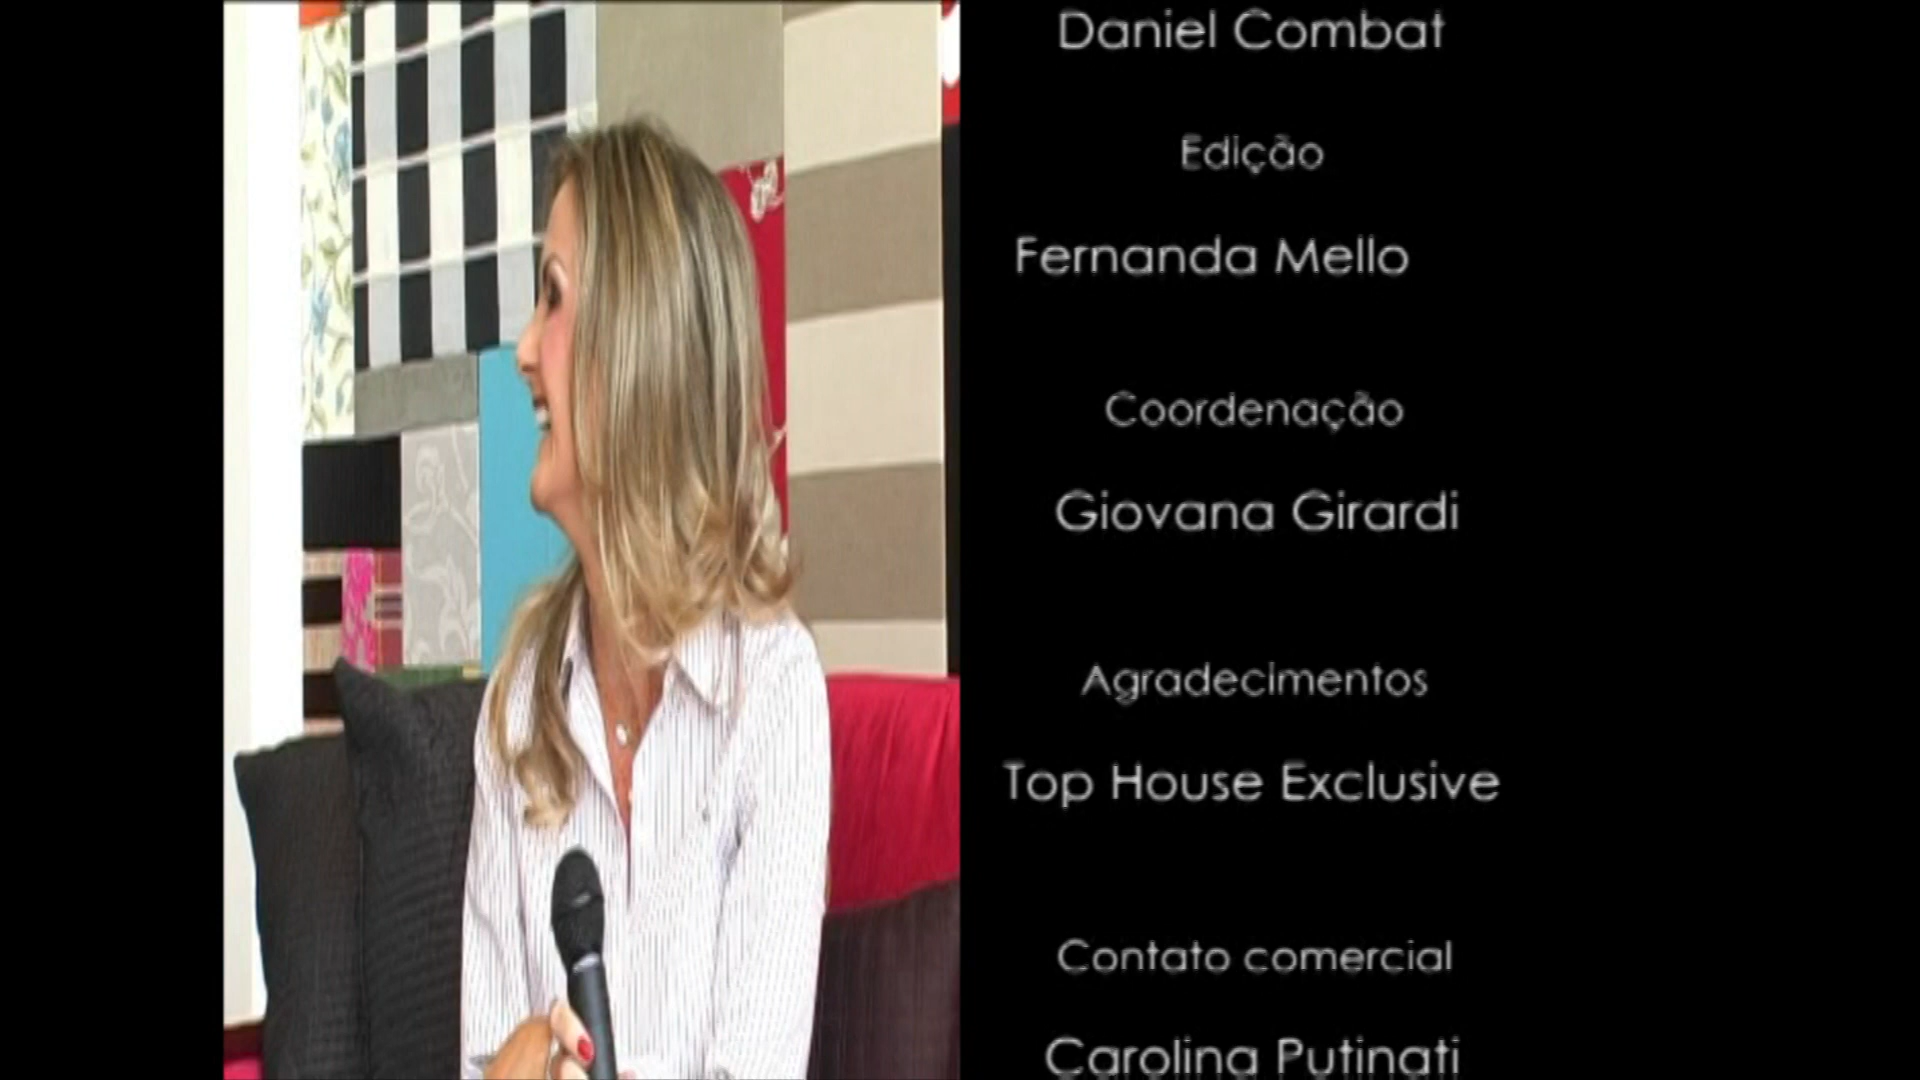 Daniel Combat
Edição
Fernanda Mello
Coordenação
Giovana Girardi
Agradecimentos
Top House Exclusive
Contato comercial
Carolina Putinati